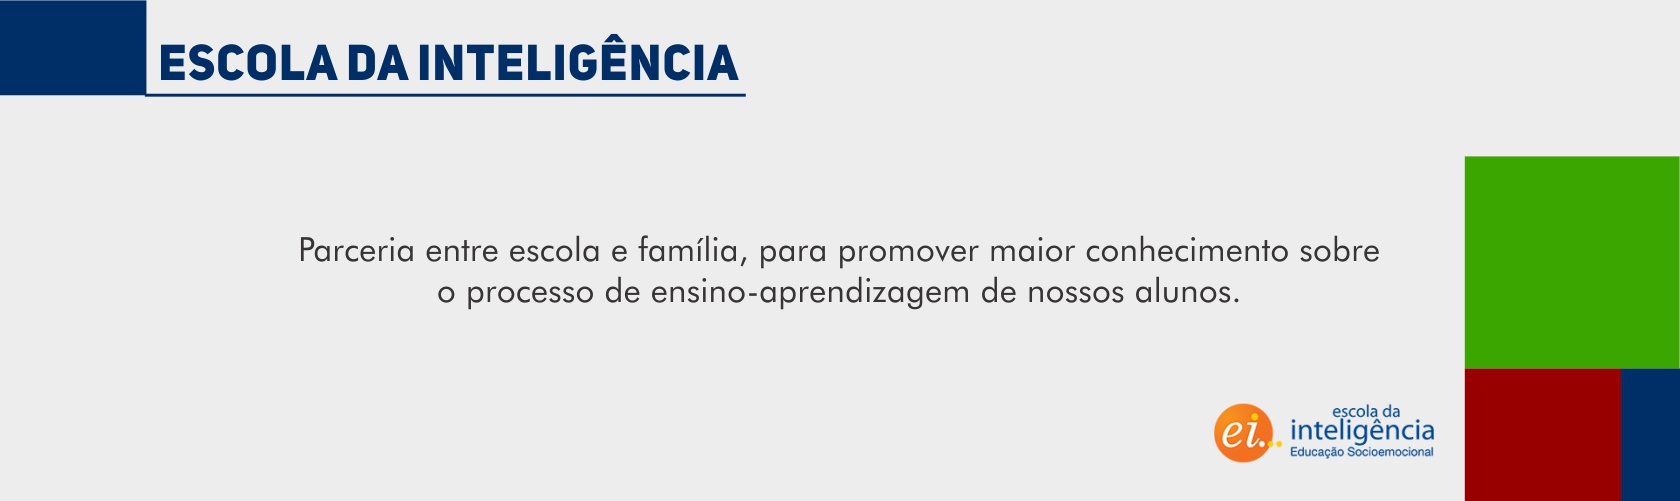 ESCOLA DA INTELIGÊNCIA
Parceria entre escola e família, para promover maior conhecimento sobre
o processo de ensino-aprendizagem de nossos alunos.
ei...
escola da
inteligência
Educação Socioemocional